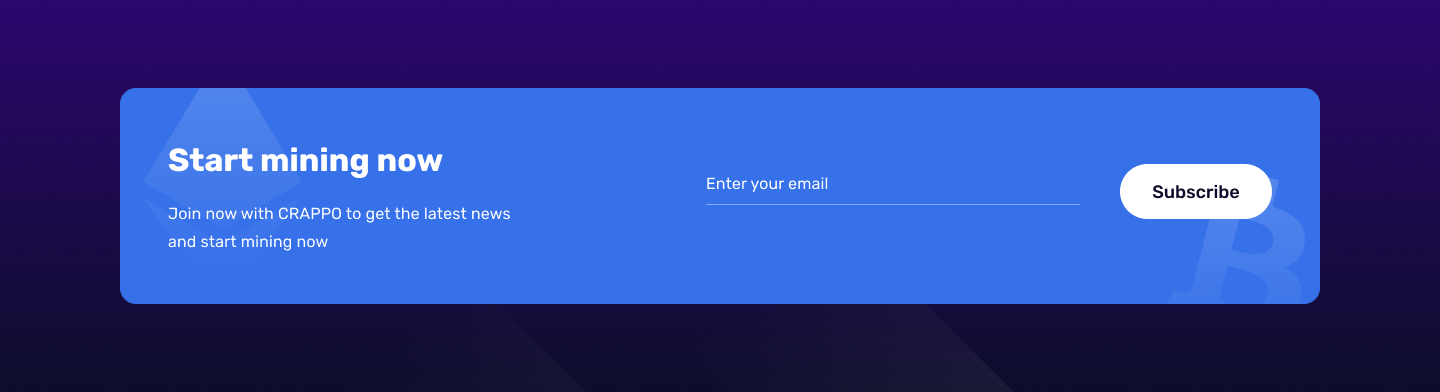 Start mining now
Join now with CRAPPO to get the latest news
and start mining now
Enter your email
Subscribe